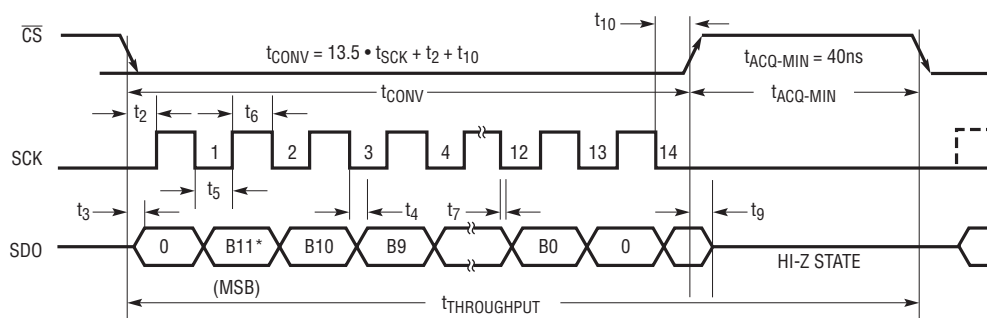 t10
CS
tCONV = 13.5 • tSCK + t2 + t10
tACQ-MIN = 40ns
tCONV
tACQ-MIN
t2
t6
SCK
1 2 3 4 12 13 14
t5
t3
t4
t7
t9
SDO
0 B11* B10 B9 B0 0
HI-Z STATE
(MSB)
tTHROUGHPUT